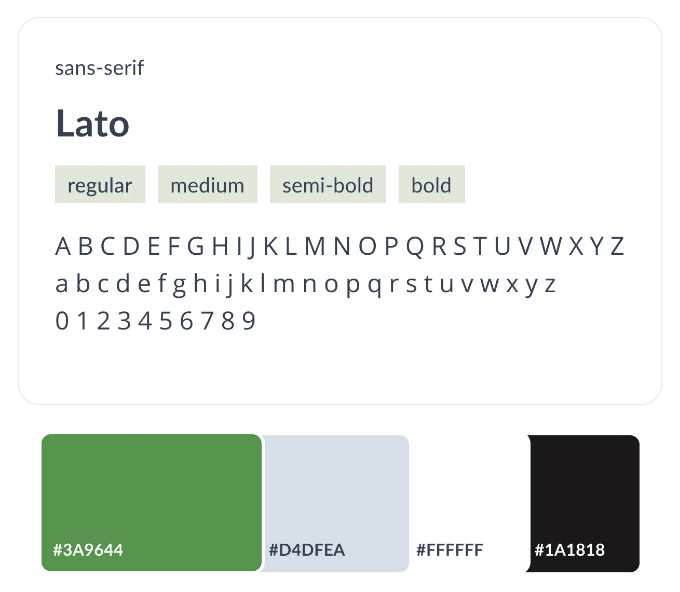 sans-serif
Lato
regular medium semi-bold bold
A B C D E F G H I J K L M N O P Q R S T U V W X Y Z
a b c d e f g h i j k l m n o p q r s t u v w x y z
0 1 2 3 4 5 6 7 8 9
#3A9644 #D4DFEA #FFFFFF #1A1818